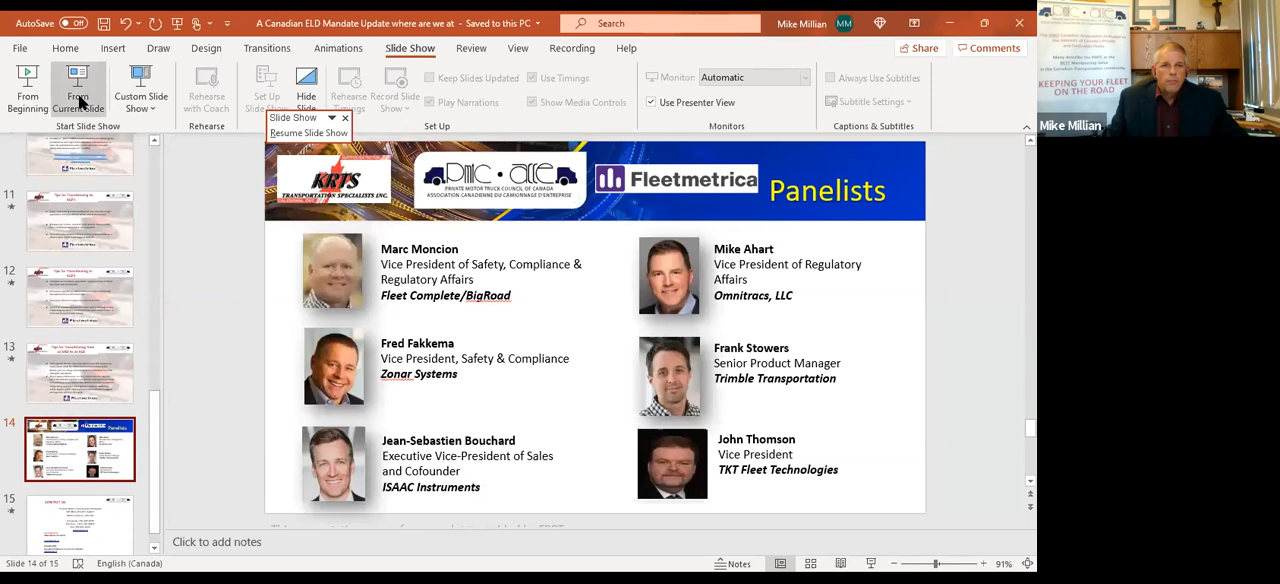 AutoSave Off
A Canadian ELD Mandate Update where are we at - Saved to this PC
Search
Mike Millian MM
File Home Insert Draw Design Transitions Animations Slide Show Review View Recording Help
Share Comments
From Beginning
From Current Slide
Custom Slide Show
Rehearse with Coach
Set Up Slide Show
Hide Slide
Rehearse Timings
Record Slide Show
Keep Slides Updated
Play Narrations
Use Timings
Show Media Controls
Monitor: Automatic
Use Presenter View
Always Use Subtitles
Subtitle Settings
Start Slide Show
Rehearse
Set Up
Monitors
Captions & Subtitles
Slide Show
Resume Slide Show
KRTS
TRANSPORTATION SPECIALISTS INC.
pmtc • actc
PRIVATE MOTOR TRUCK COUNCIL OF CANADA
ASSOCIATION CANADIENNE DU CAMIONNAGE D'ENTREPRISE
Fleetmetrica
Panelists
Marc Moncion
Vice President of Safety, Compliance &
Regulatory Affairs
Fleet Complete/BigRoad
Mike Ahart
Vice President of Regulatory
Affairs
Omnitracs, LLC
Fred Fakkema
Vice President, Safety & Compliance
Zonar Systems
Frank Stowers
Senior Product Manager
Trimble Transportation
Jean-Sebastien Bouchard
Executive Vice-President of Sales
and Cofounder
ISAAC Instruments
John Thomson
Vice President
TKT Fleet Technologies
11
12
13
14
Panelists
15
CONTACT US
Click to add notes
Slide 14 of 15 English (Canada)
Notes
91%
KEEPING YOUR FLEET
ON THE ROAD
Mike Millian